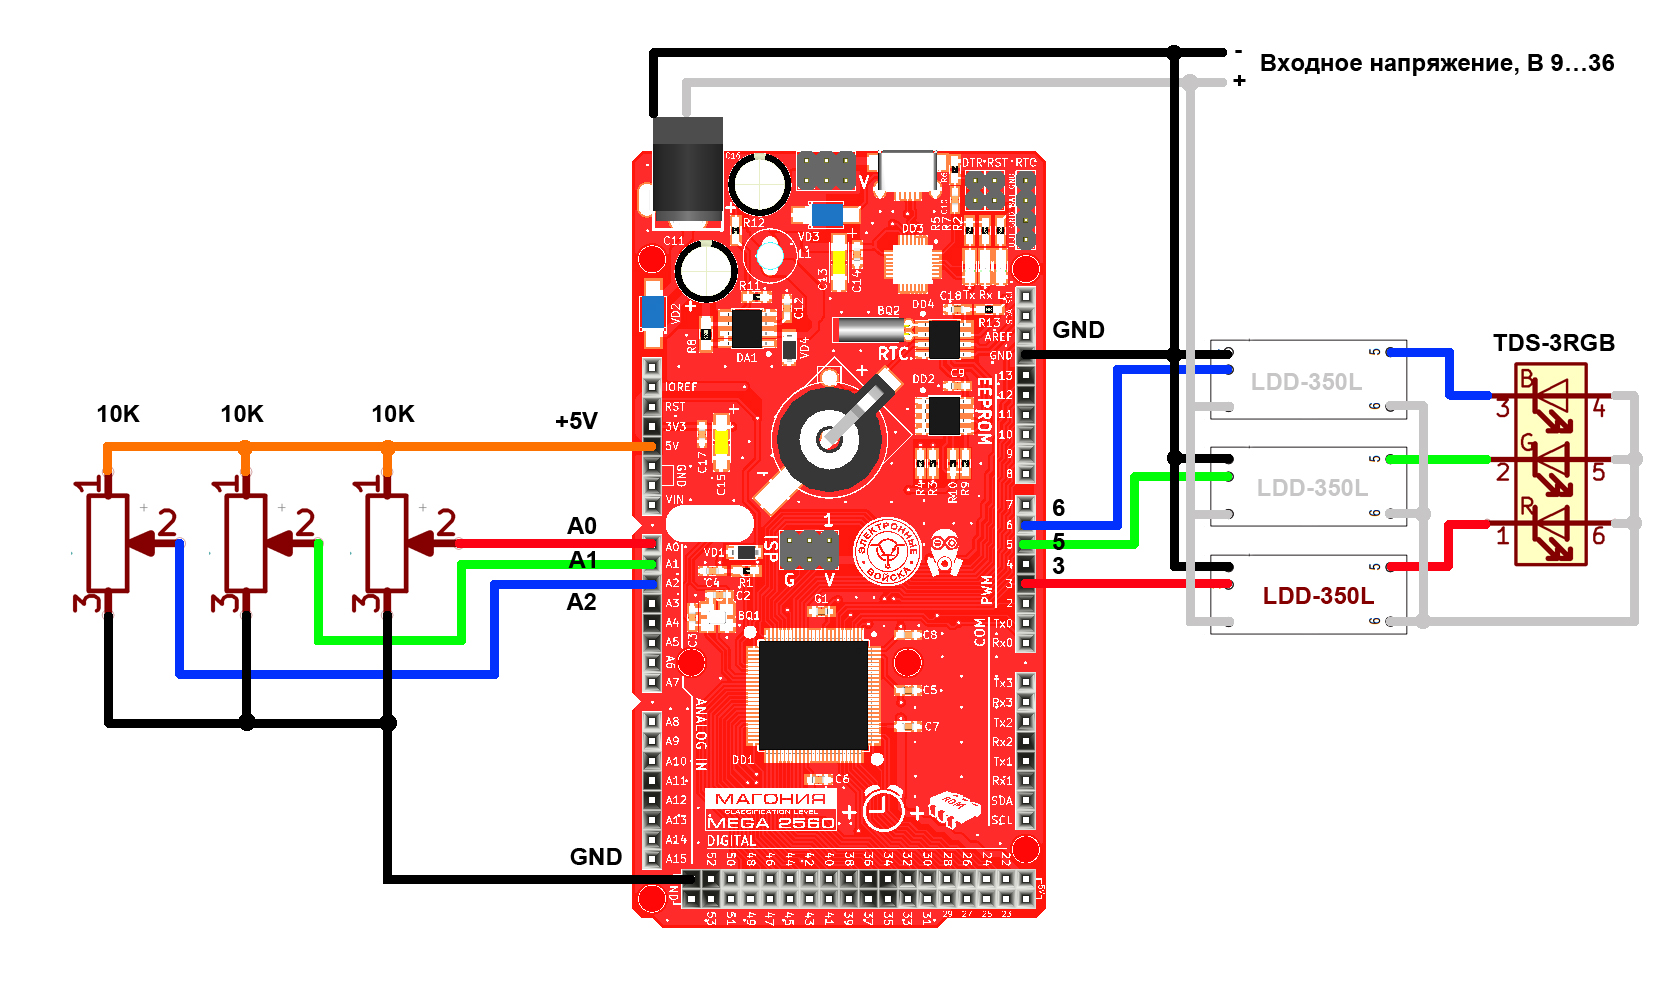 -
Входное напряжение, В 9...36
+
C16
V
DTR RST RTC
R12
C11
VD3
L1
DD3
R5
R7
R2
C13
C14
R11
C12
VD2
R8
DA1
VD4
C18 Tx Rx L
DD4
R13
BQ2
AREF
RTC.
GND
GND
DD2
C9
EEPROM
13
12
11
10
9
8
IOREF
RST
3V3
5V
GND
VIN
C17
C15
R4
R3
R10
R9
10K
10K
10K
+5V
1
2
3
1
2
3
1
2
3
A0
A1
A2
A0
A1
A2
A3
A4
A5
A6
A7
VD1
ISP
1
G
V
C4
R1
C2
BQ1
C3
G1
ЭЛЕКТРОННЫЕ ВОЙСКА
PWM
7
6
5
4
3
2
COM
Tx0
Rx0
6
5
3
C8
C5
C7
C6
DD1
Tx3
Rx3
Tx2
Rx2
Tx1
Rx1
SDA
SCL
ANALOG IN
A8
A9
A10
A11
A12
A13
A14
A15
МАГОНИЯ
CLASSIFICATION LEVEL
MEGA 2560
+
+
RAM
DIGITAL
GND
52 50 48 46 44 42 40 38 36 34 32 30 28 26 24 22
53 51 49 47 45 43 41 39 37 35 33 31 29 27 25 23
LDD-350L
5
6
LDD-350L
5
6
LDD-350L
5
6
TDS-3RGB
B
3
4
G
2
5
R
1
6